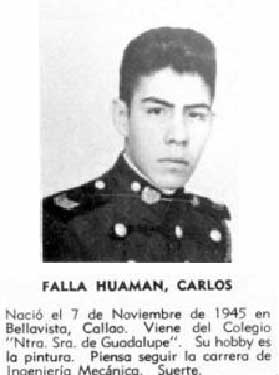 FALLA HUAMAN, CARLOS
Nació el 7 de Noviembre de 1945 en
Bellavista, Callao. Viene del Colegio
"Ntra. Sra. de Guadalupe". Su hobby es
la pintura. Piensa seguir la carrera de
Ingeniería Mecánica. Suerte.